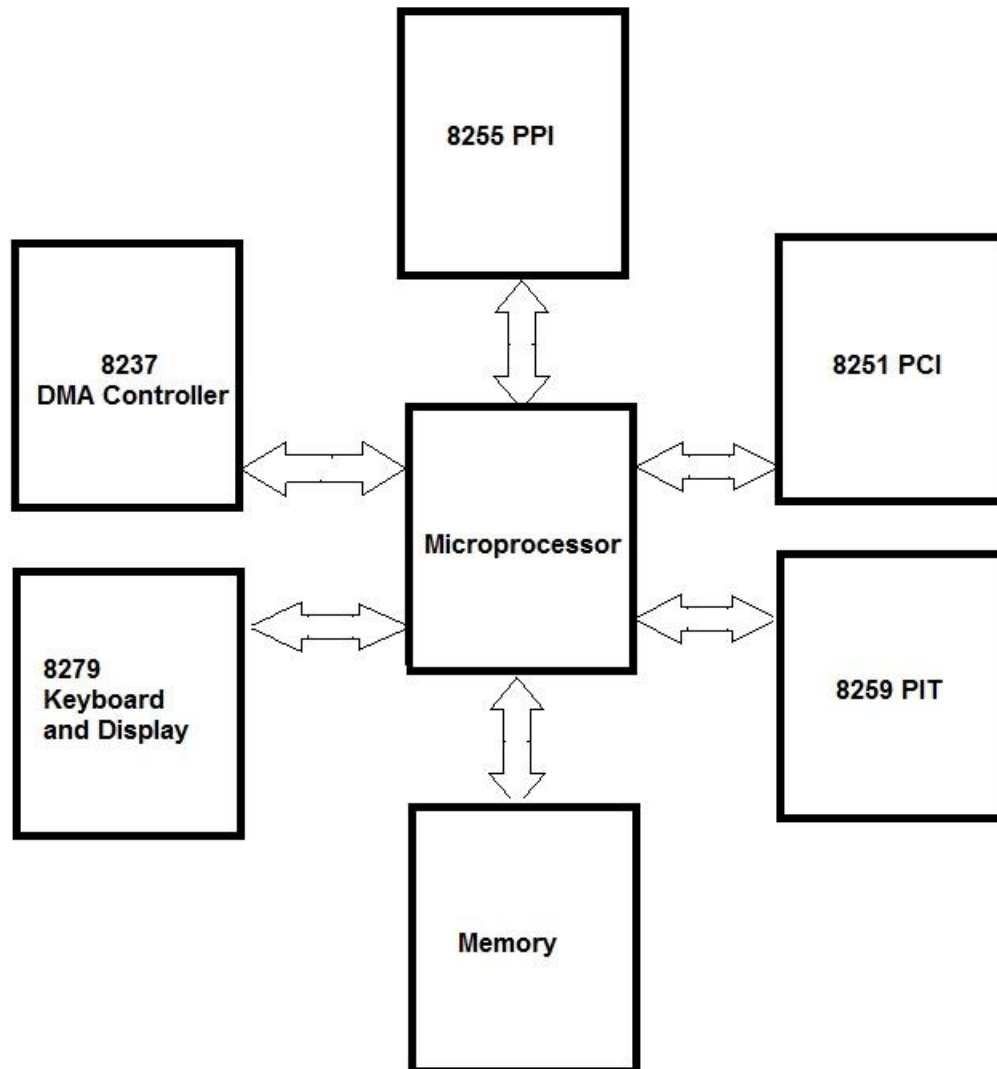 8255 PPI
8237
DMA Controller
8251 PCI
Microprocessor
8279
Keyboard
and Display
8259 PIT
Memory